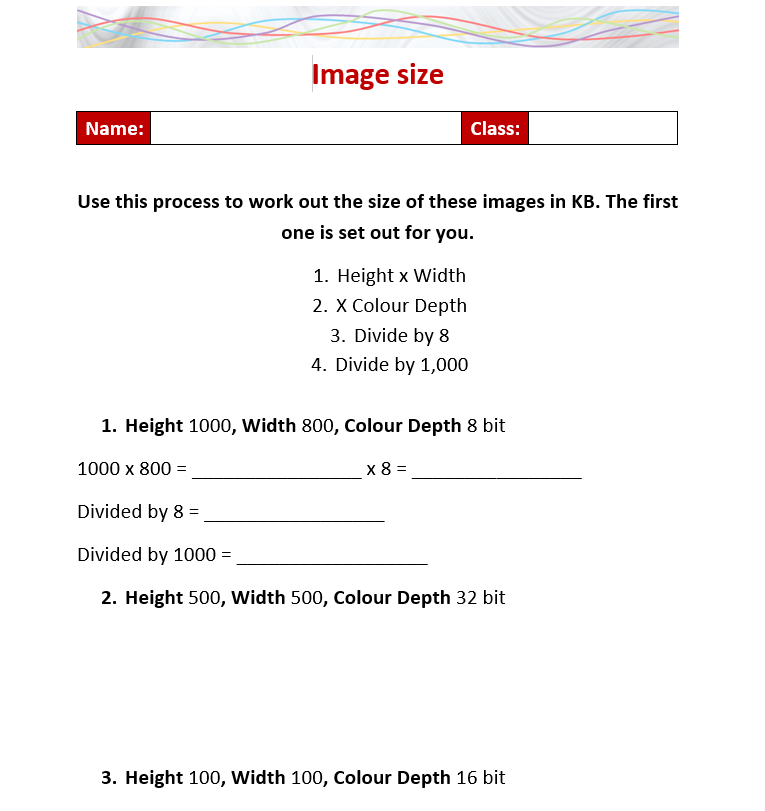 Image size
Name: Class:
Use this process to work out the size of these images in KB. The first
one is set out for you.
1. Height x Width
2. X Colour Depth
3. Divide by 8
4. Divide by 1,000
1. Height 1000, Width 800, Colour Depth 8 bit
1000 x 800 = ________________ x 8 = ________________
Divided by 8 = _________________
Divided by 1000 = __________________
2. Height 500, Width 500, Colour Depth 32 bit
3. Height 100, Width 100, Colour Depth 16 bit